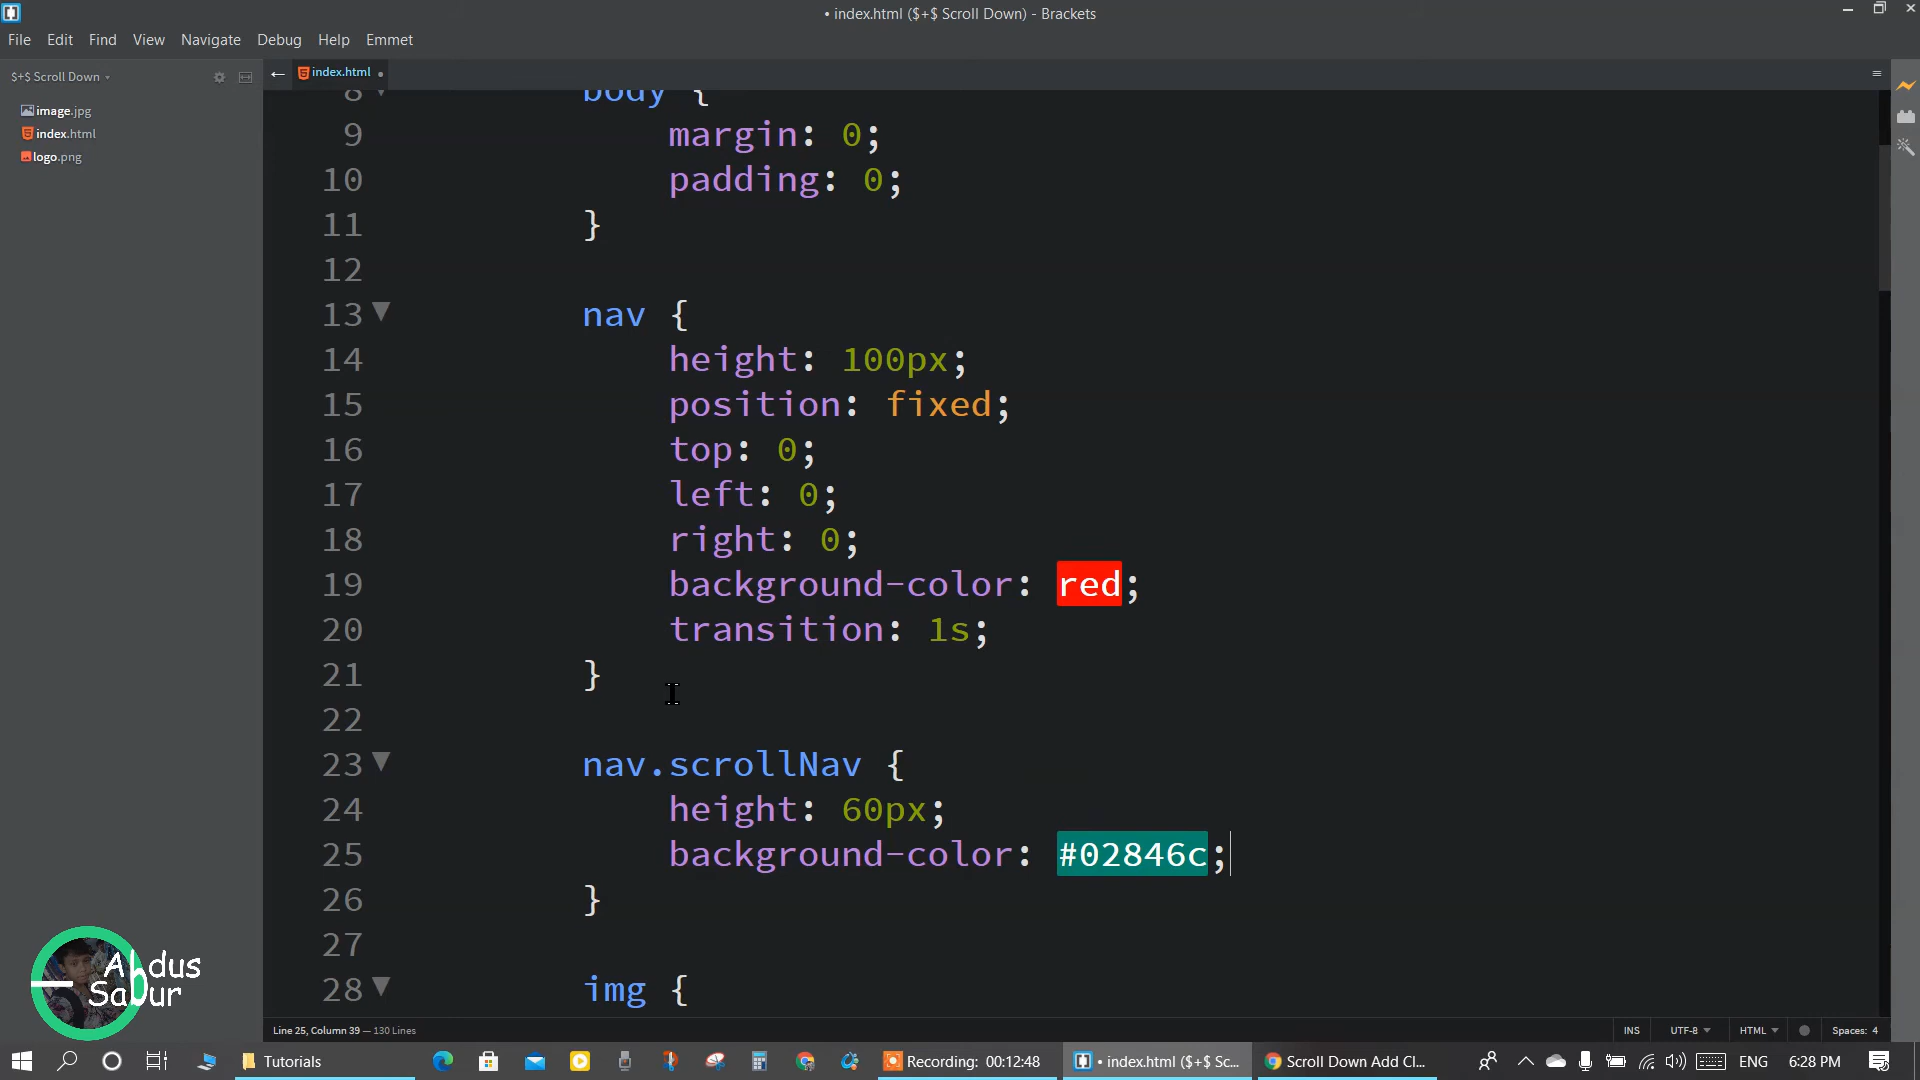 • index.html ($+$ Scroll Down) - Brackets
File Edit Find View Navigate Debug Help Emmet
$+$ Scroll Down
index.html
image.jpg
index.html
logo.png
8 body {
9 margin: 0;
10 padding: 0;
11 }
12
13 nav {
14 height: 100px;
15 position: fixed;
16 top: 0;
17 left: 0;
18 right: 0;
19 background-color: red;
20 transition: 1s;
21 }
22
23 nav.scrollNav {
24 height: 60px;
25 background-color: #02846c;
26 }
27
28 img {
Abdus
Sabur
Line 25, Column 39 — 130 Lines
INS UTF-8 HTML Spaces: 4
Tutorials
Recording: 00:12:48
• index.html ($+$ Sc...
Scroll Down Add Cl...
ENG
6:28 PM